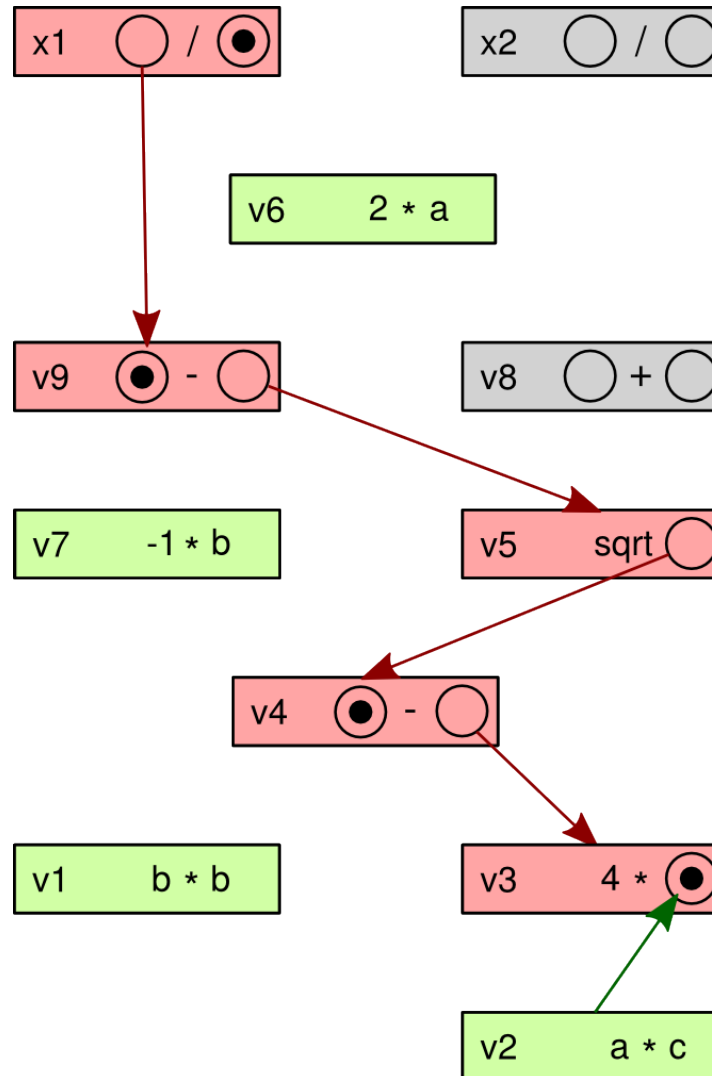 x1 /
x2 /
v6 2 * a
v9 -
v8 +
v7 -1 * b
v5 sqrt
v4 -
v1 b * b
v3 4 *
v2 a * c